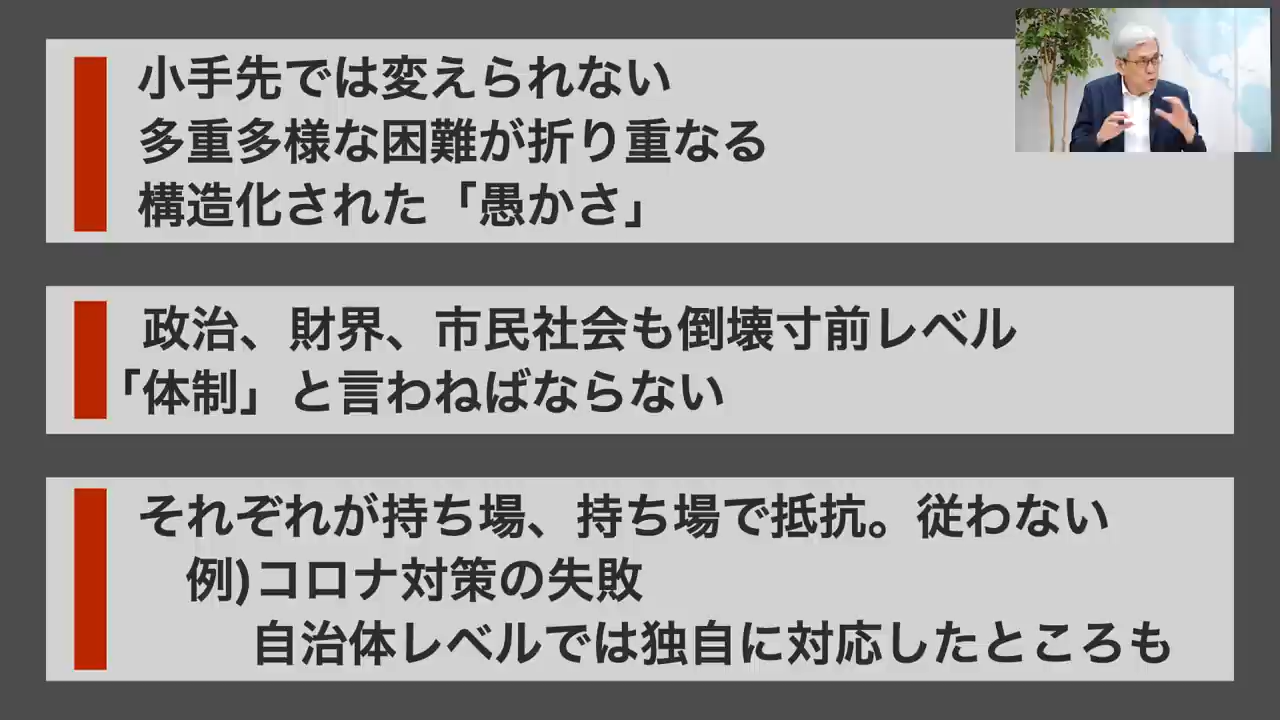 小手先では変えられない
多重多様な困難が折り重なる
構造化された「愚かさ」
政治、財界、市民社会も倒壊寸前レベル
「体制」と言わねばならない
それぞれが持ち場、持ち場で抵抗。従わない
例)コロナ対策の失敗
自治体レベルでは独自に対応したところも